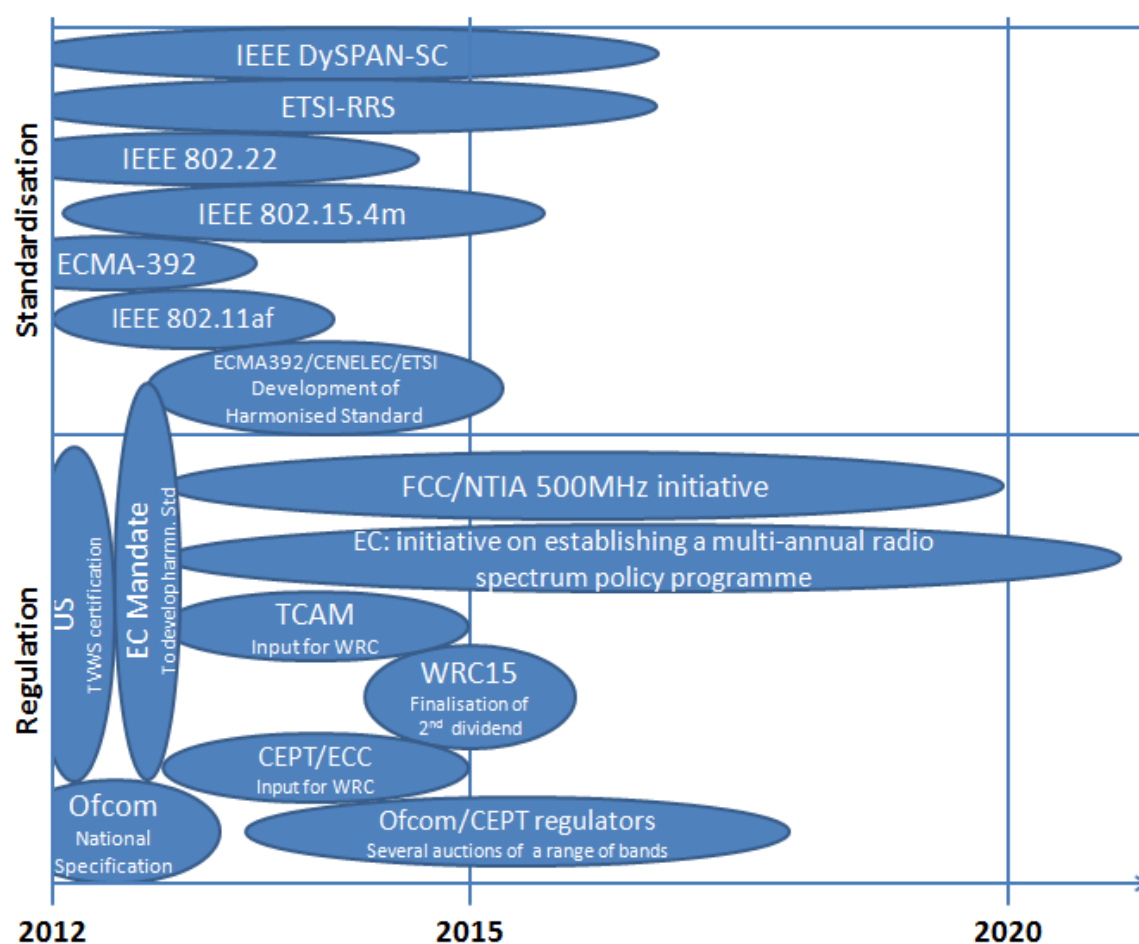 Standardisation
IEEE DySPAN-SC
ETSI-RRS
IEEE 802.22
IEEE 802.15.4m
ECMA-392
IEEE 802.11af
ECMA392/CENELEC/ETSI
Development of
Harmonised Standard
Regulation
US
TVWS certification
EC Mandate
To develop harmn. Std
FCC/NTIA 500MHz initiative
EC: initiative on establishing a multi-annual radio
spectrum policy programme
TCAM
Input for WRC
WRC15
Finalisation of
2nd dividend
CEPT/ECC
Input for WRC
Ofcom
National
Specification
Ofcom/CEPT regulators
Several auctions of a range of bands
2012
2015
2020